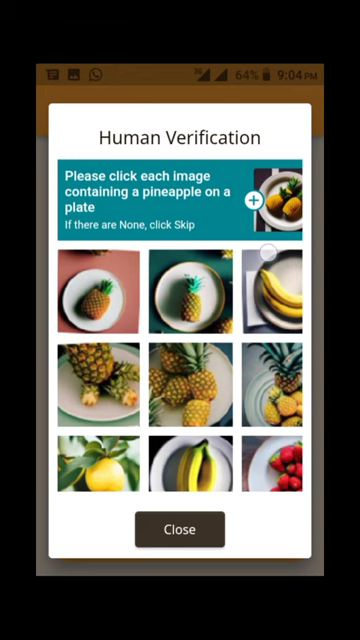 3G 64% 9:04 PM
Human Verification
Please click each image
containing a pineapple on a
plate
If there are None, click Skip
Close